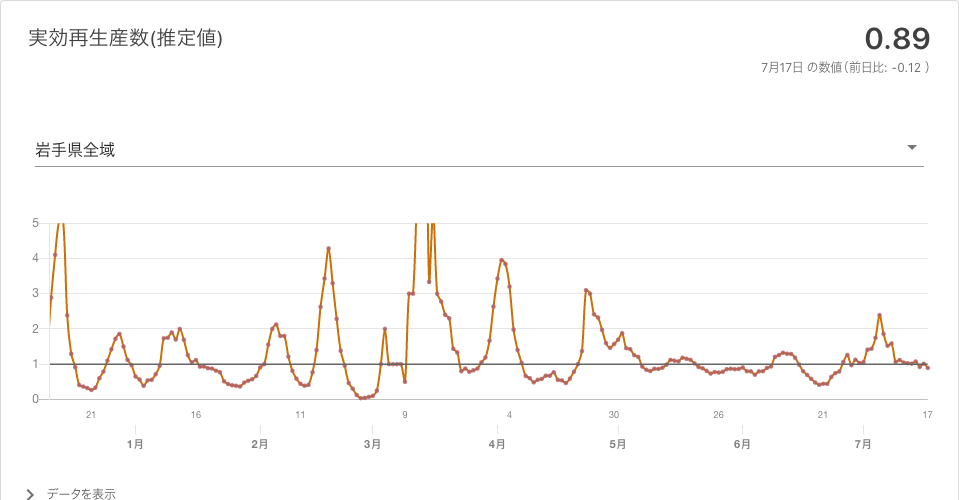 実効再生産数(推定値)
0.89
7月17日 の数値(前日比: -0.12 )
岩手県全域
5
4
3
2
1
0
21 16 11 9 4 30 26 21 17
1月 2月 3月 4月 5月 6月 7月
データを表示